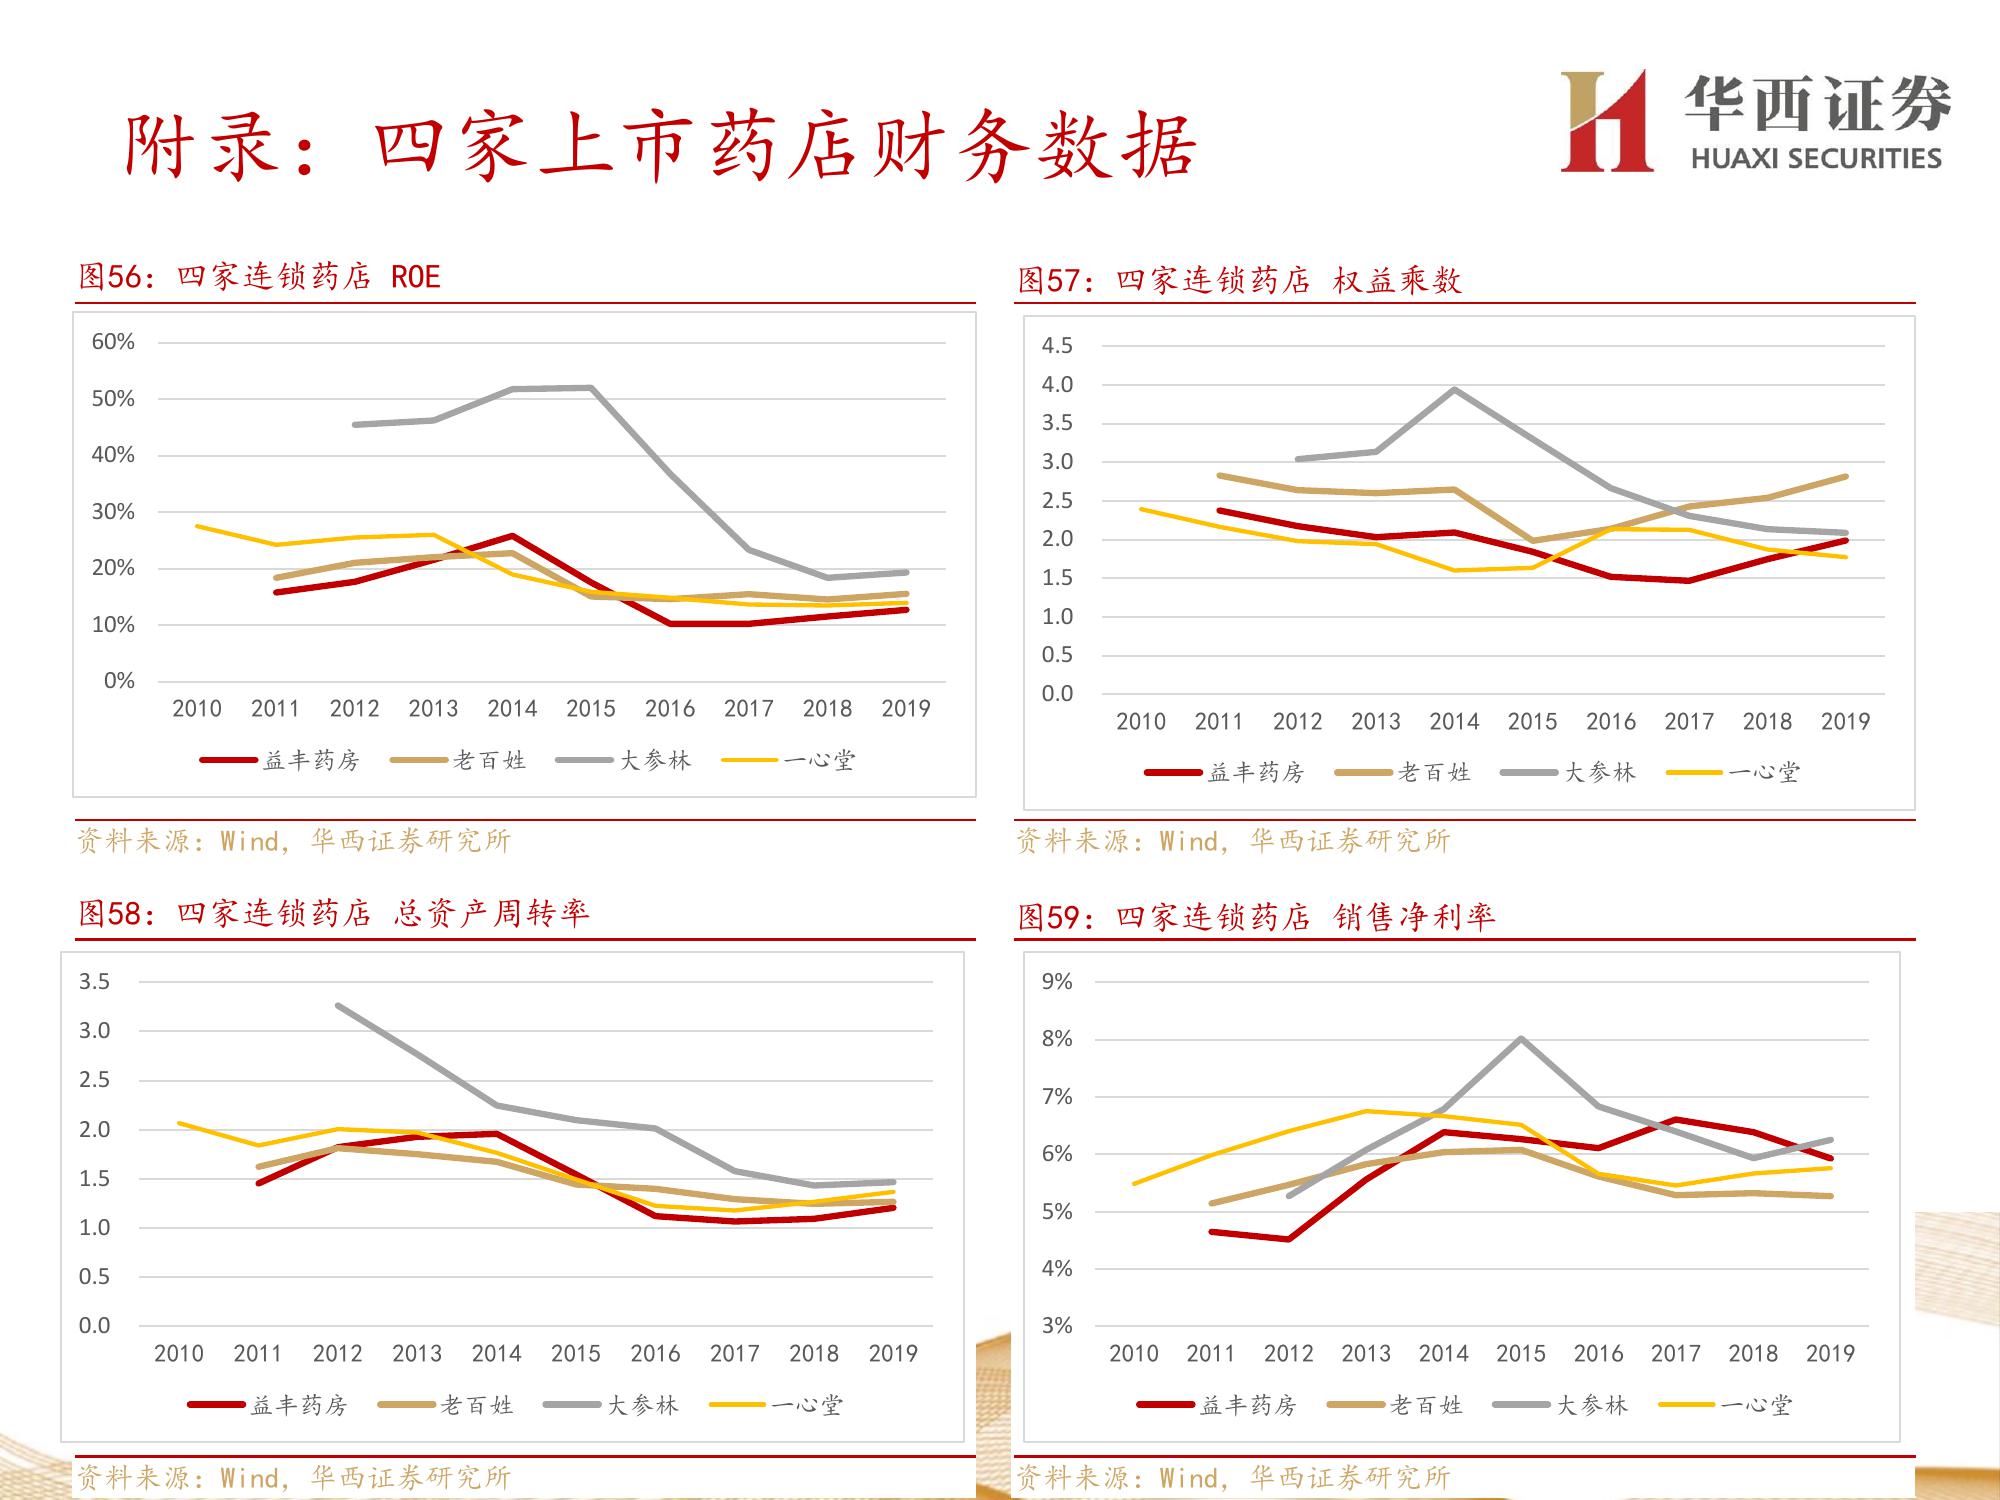 附录：四家上市药店财务数据
华西证券
HUAXI SECURITIES
图56：四家连锁药店 ROE
60%
50%
40%
30%
20%
10%
0%
2010 2011 2012 2013 2014 2015 2016 2017 2018 2019
益丰药房 老百姓 大参林 一心堂
资料来源：Wind，华西证券研究所
图57：四家连锁药店 权益乘数
4.5
4.0
3.5
3.0
2.5
2.0
1.5
1.0
0.5
0.0
2010 2011 2012 2013 2014 2015 2016 2017 2018 2019
益丰药房 老百姓 大参林 一心堂
资料来源：Wind，华西证券研究所
图58：四家连锁药店 总资产周转率
3.5
3.0
2.5
2.0
1.5
1.0
0.5
0.0
2010 2011 2012 2013 2014 2015 2016 2017 2018 2019
益丰药房 老百姓 大参林 一心堂
资料来源：Wind，华西证券研究所
图59：四家连锁药店 销售净利率
9%
8%
7%
6%
5%
4%
3%
2010 2011 2012 2013 2014 2015 2016 2017 2018 2019
益丰药房 老百姓 大参林 一心堂
资料来源：Wind，华西证券研究所